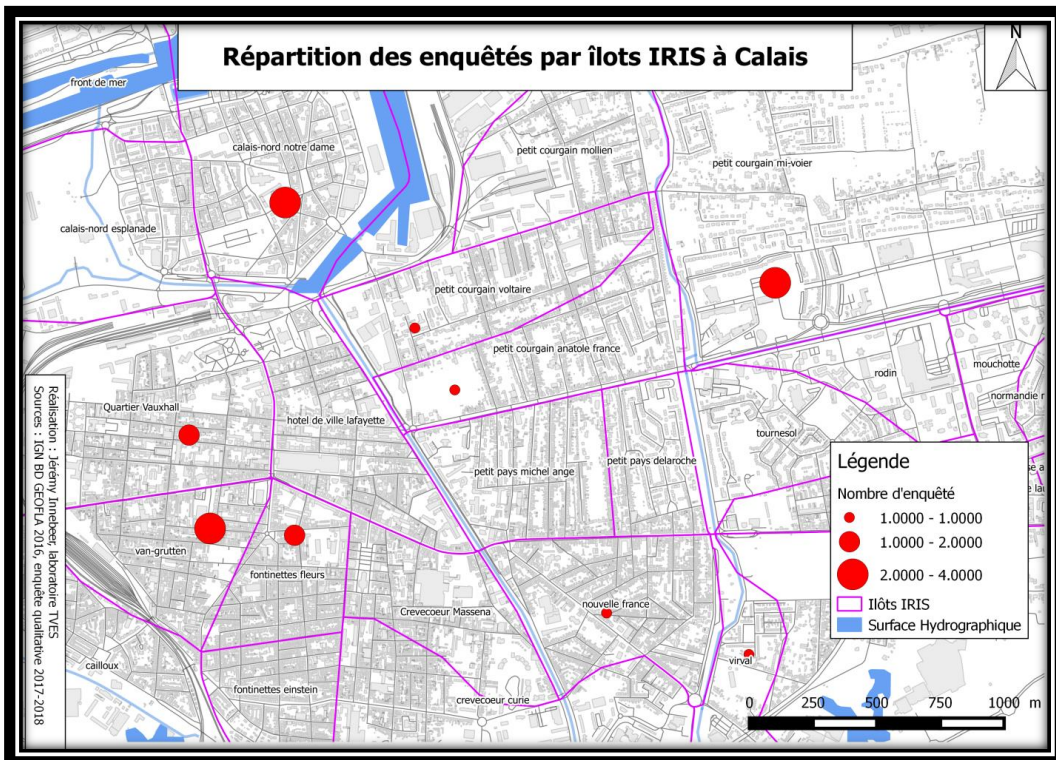 Répartition des enquêtés par îlots IRIS à Calais
N
front de mer
calais-nord notre dame
petit courgain mollien
petit courgain mi-voier
calais-nord esplanade
petit courgain voltaire
petit courgain anatole france
rodin
mouchotte
Quartier Vauxhall
hotel de ville lafayette
tournesol
petit pays michel ange
petit pays delaroche
van-grutten
fontinettes fleurs
Crevecoeur Massena
nouvelle france
virval
cailloux
fontinettes einstein
crevecoeur curie
Légende
Nombre d'enquêté
1.0000 - 1.0000
1.0000 - 2.0000
2.0000 - 4.0000
Ilôts IRIS
Surface Hydrographique
0 250 500 750 1000 m
Réalisation : Jérémy Innebeer, laboratoire TVES
Sources : IGN BD GEOFLA 2016, enquête qualitative 2017-2018